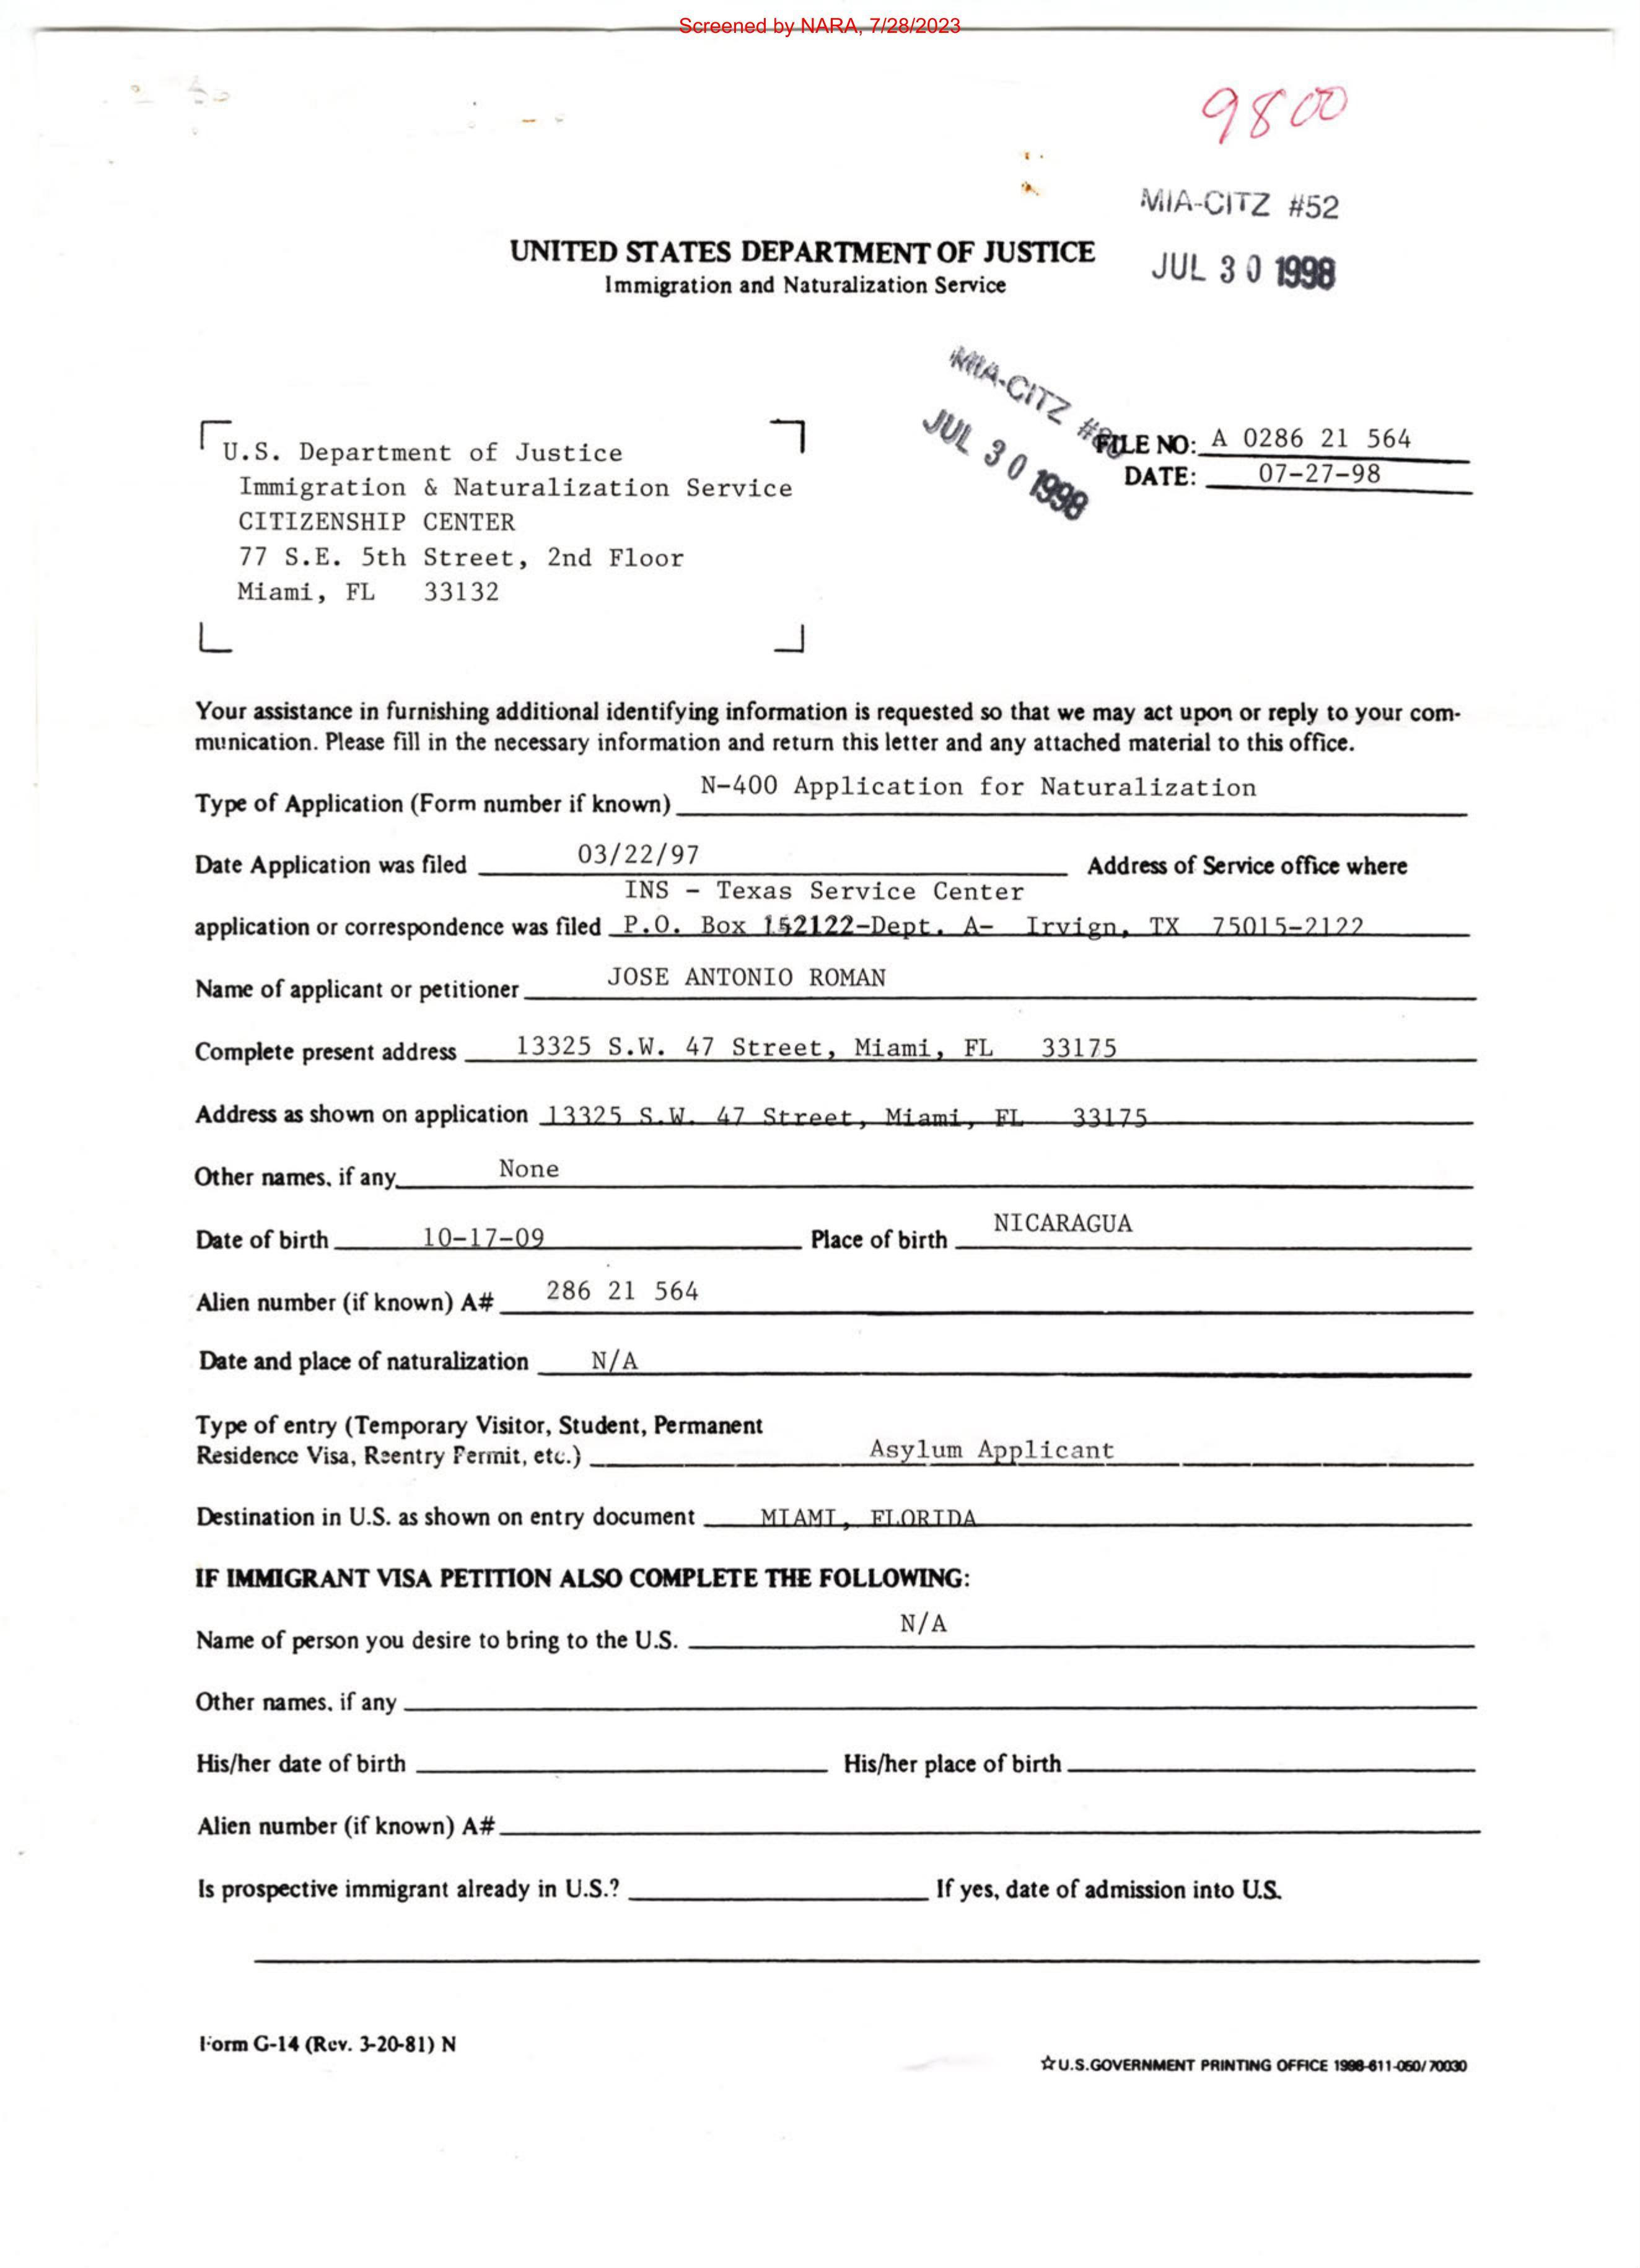 Screened by NARA, 7/28/2023
9800
MIA-CITZ #52
JUL 30 1998
UNITED STATES DEPARTMENT OF JUSTICE
Immigration and Naturalization Service
MIA-CITZ
JUL 30 1998
FILE NO: A 0286 21 564
DATE: 07-27-98
U.S. Department of Justice
Immigration & Naturalization Service
CITIZENSHIP CENTER
77 S.E. 5th Street, 2nd Floor
Miami, FL 33132
Your assistance in furnishing additional identifying information is requested so that we may act upon or reply to your com-
munication. Please fill in the necessary information and return this letter and any attached material to this office.
Type of Application (Form number if known) N-400 Application for Naturalization
Date Application was filed 03/22/97 Address of Service office where
INS - Texas Service Center
application or correspondence was filed P.O. Box 152122-Dept. A- Irvign, TX 75015-2122
Name of applicant or petitioner JOSE ANTONIO ROMAN
Complete present address 13325 S.W. 47 Street, Miami, FL 33175
Address as shown on application 13325 S.W. 47 Street, Miami, FL 33175
Other names, if any None
Date of birth 10-17-09 Place of birth NICARAGUA
Alien number (if known) A# 286 21 564
Date and place of naturalization N/A
Type of entry (Temporary Visitor, Student, Permanent
Residence Visa, Reentry Permit, etc.) Asylum Applicant
Destination in U.S. as shown on entry document MIAMI, FLORIDA
IF IMMIGRANT VISA PETITION ALSO COMPLETE THE FOLLOWING:
Name of person you desire to bring to the U.S. N/A
Other names, if any
His/her date of birth His/her place of birth
Alien number (if known) A#
Is prospective immigrant already in U.S.? If yes, date of admission into U.S.
Form G-14 (Rev. 3-20-81) N
☆U.S.GOVERNMENT PRINTING OFFICE 1998-611-050/70030